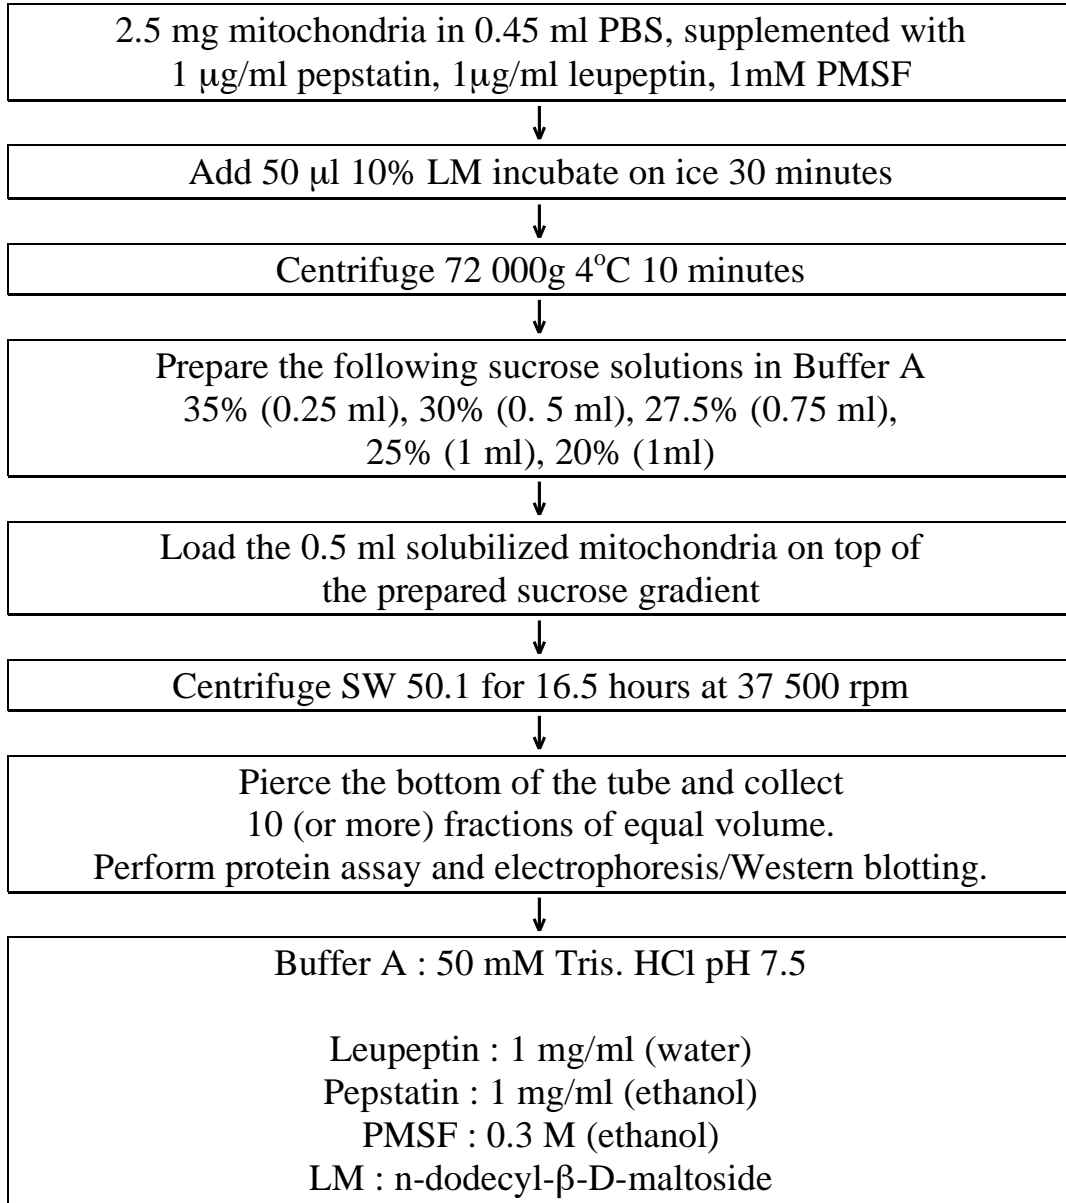 2.5 mg mitochondria in 0.45 ml PBS, supplemented with
1 μg/ml pepstatin, 1μg/ml leupeptin, 1mM PMSF
Add 50 μl 10% LM incubate on ice 30 minutes
Centrifuge 72 000g 4°C 10 minutes
Prepare the following sucrose solutions in Buffer A
35% (0.25 ml), 30% (0. 5 ml), 27.5% (0.75 ml),
25% (1 ml), 20% (1ml)
Load the 0.5 ml solubilized mitochondria on top of
the prepared sucrose gradient
Centrifuge SW 50.1 for 16.5 hours at 37 500 rpm
Pierce the bottom of the tube and collect
10 (or more) fractions of equal volume.
Perform protein assay and electrophoresis/Western blotting.
Buffer A : 50 mM Tris. HCl pH 7.5
Leupeptin : 1 mg/ml (water)
Pepstatin : 1 mg/ml (ethanol)
PMSF : 0.3 M (ethanol)
LM : n-dodecyl-β-D-maltoside